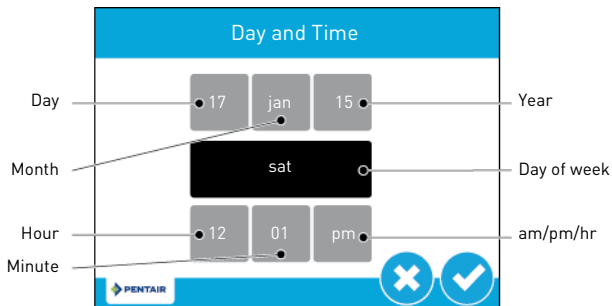 Day and Time
Day 17 jan 15 Year
Month sat Day of week
Hour 12 01 pm am/pm/hr
Minute
PENTAIR